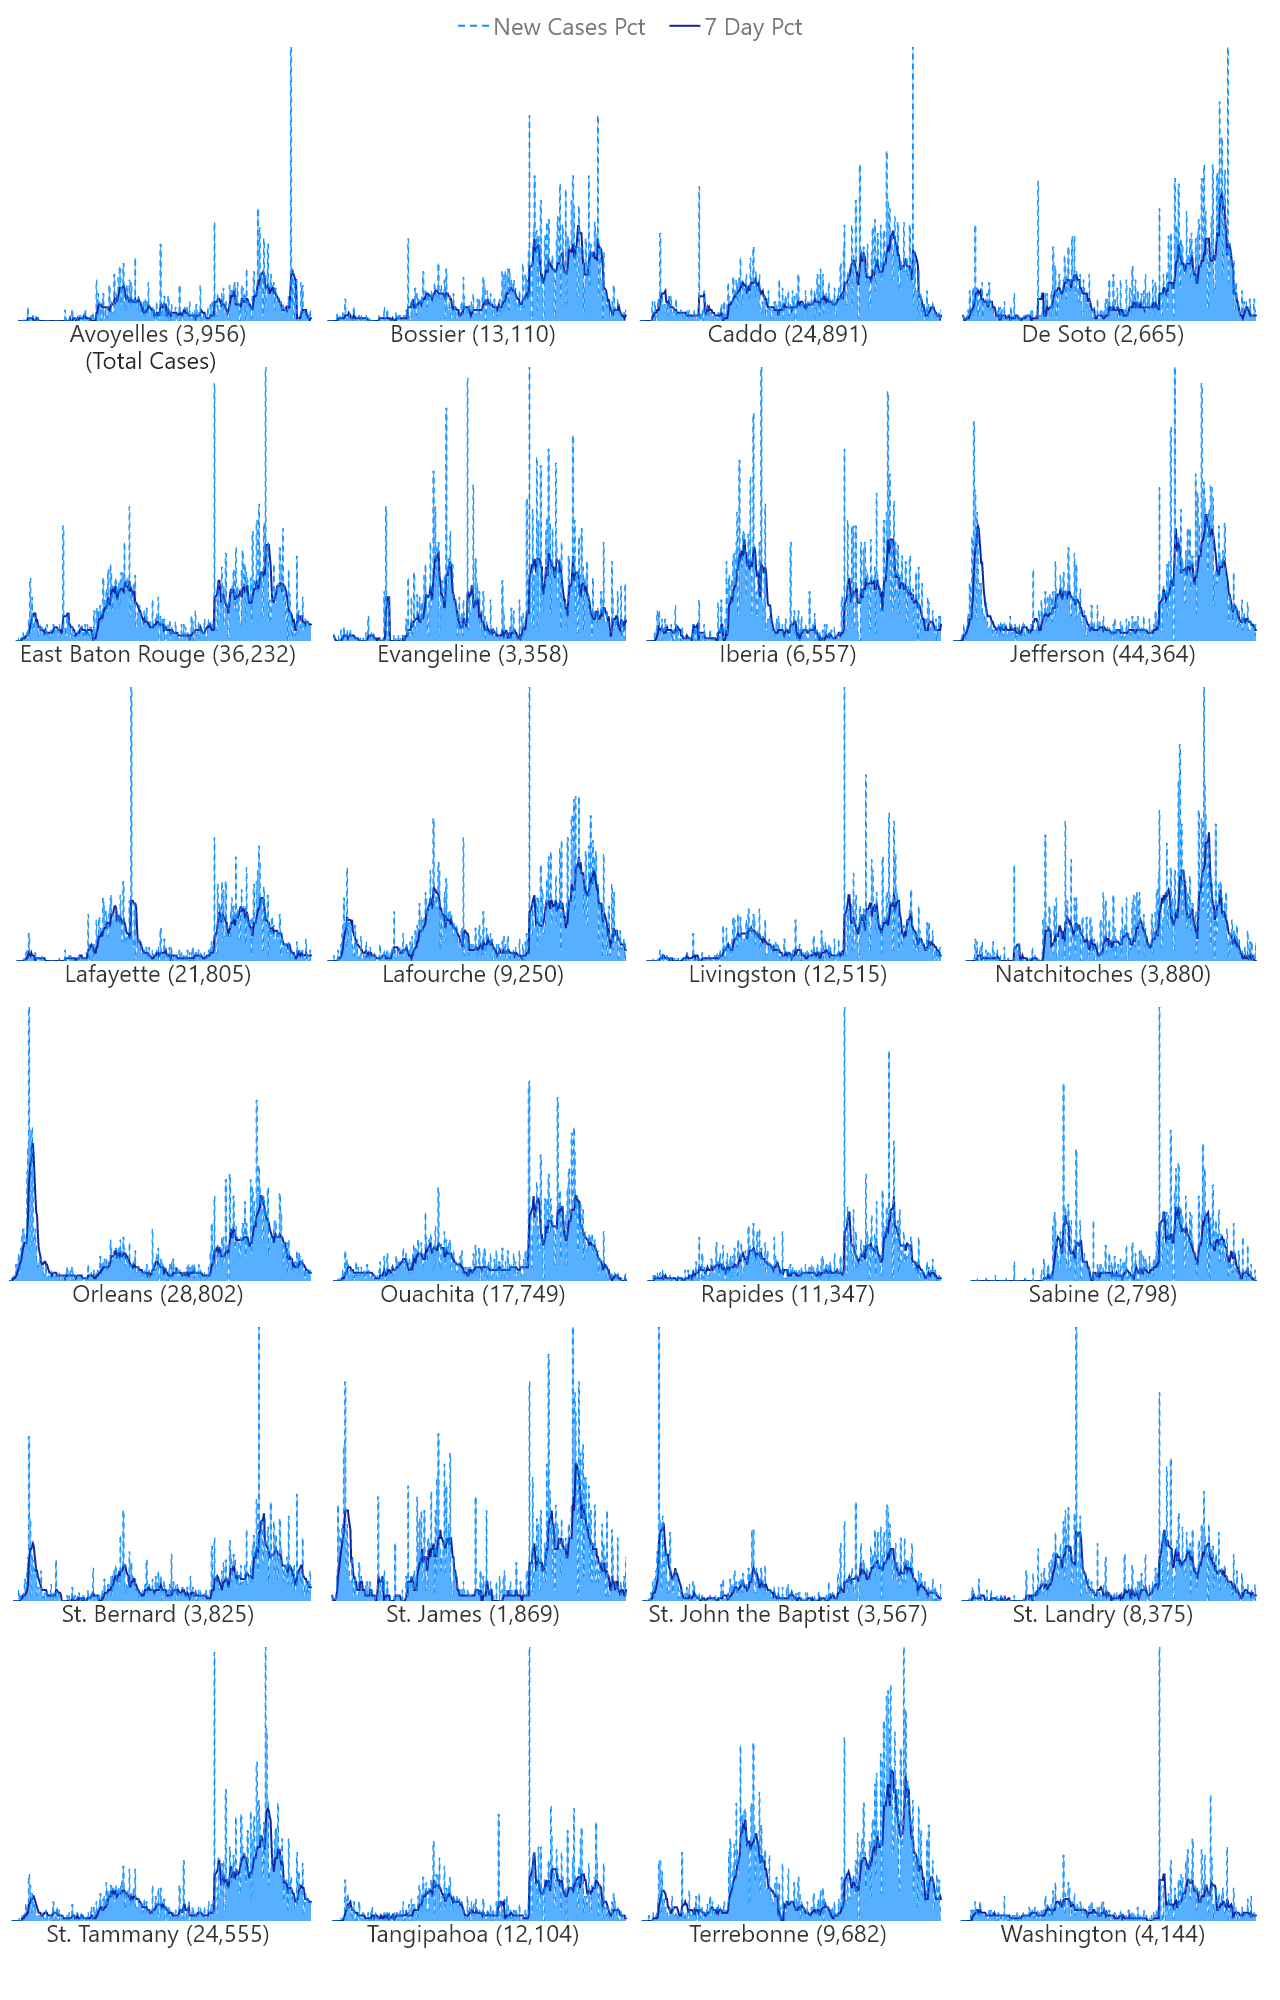 New Cases Pct 7 Day Pct
Avoyelles (3,956) Bossier (13,110) Caddo (24,891) De Soto (2,665)
(Total Cases)
East Baton Rouge (36,232) Evangeline (3,358) Iberia (6,557) Jefferson (44,364)
Lafayette (21,805) Lafourche (9,250) Livingston (12,515) Natchitoches (3,880)
Orleans (28,802) Ouachita (17,749) Rapides (11,347) Sabine (2,798)
St. Bernard (3,825) St. James (1,869) St. John the Baptist (3,567) St. Landry (8,375)
St. Tammany (24,555) Tangipahoa (12,104) Terrebonne (9,682) Washington (4,144)